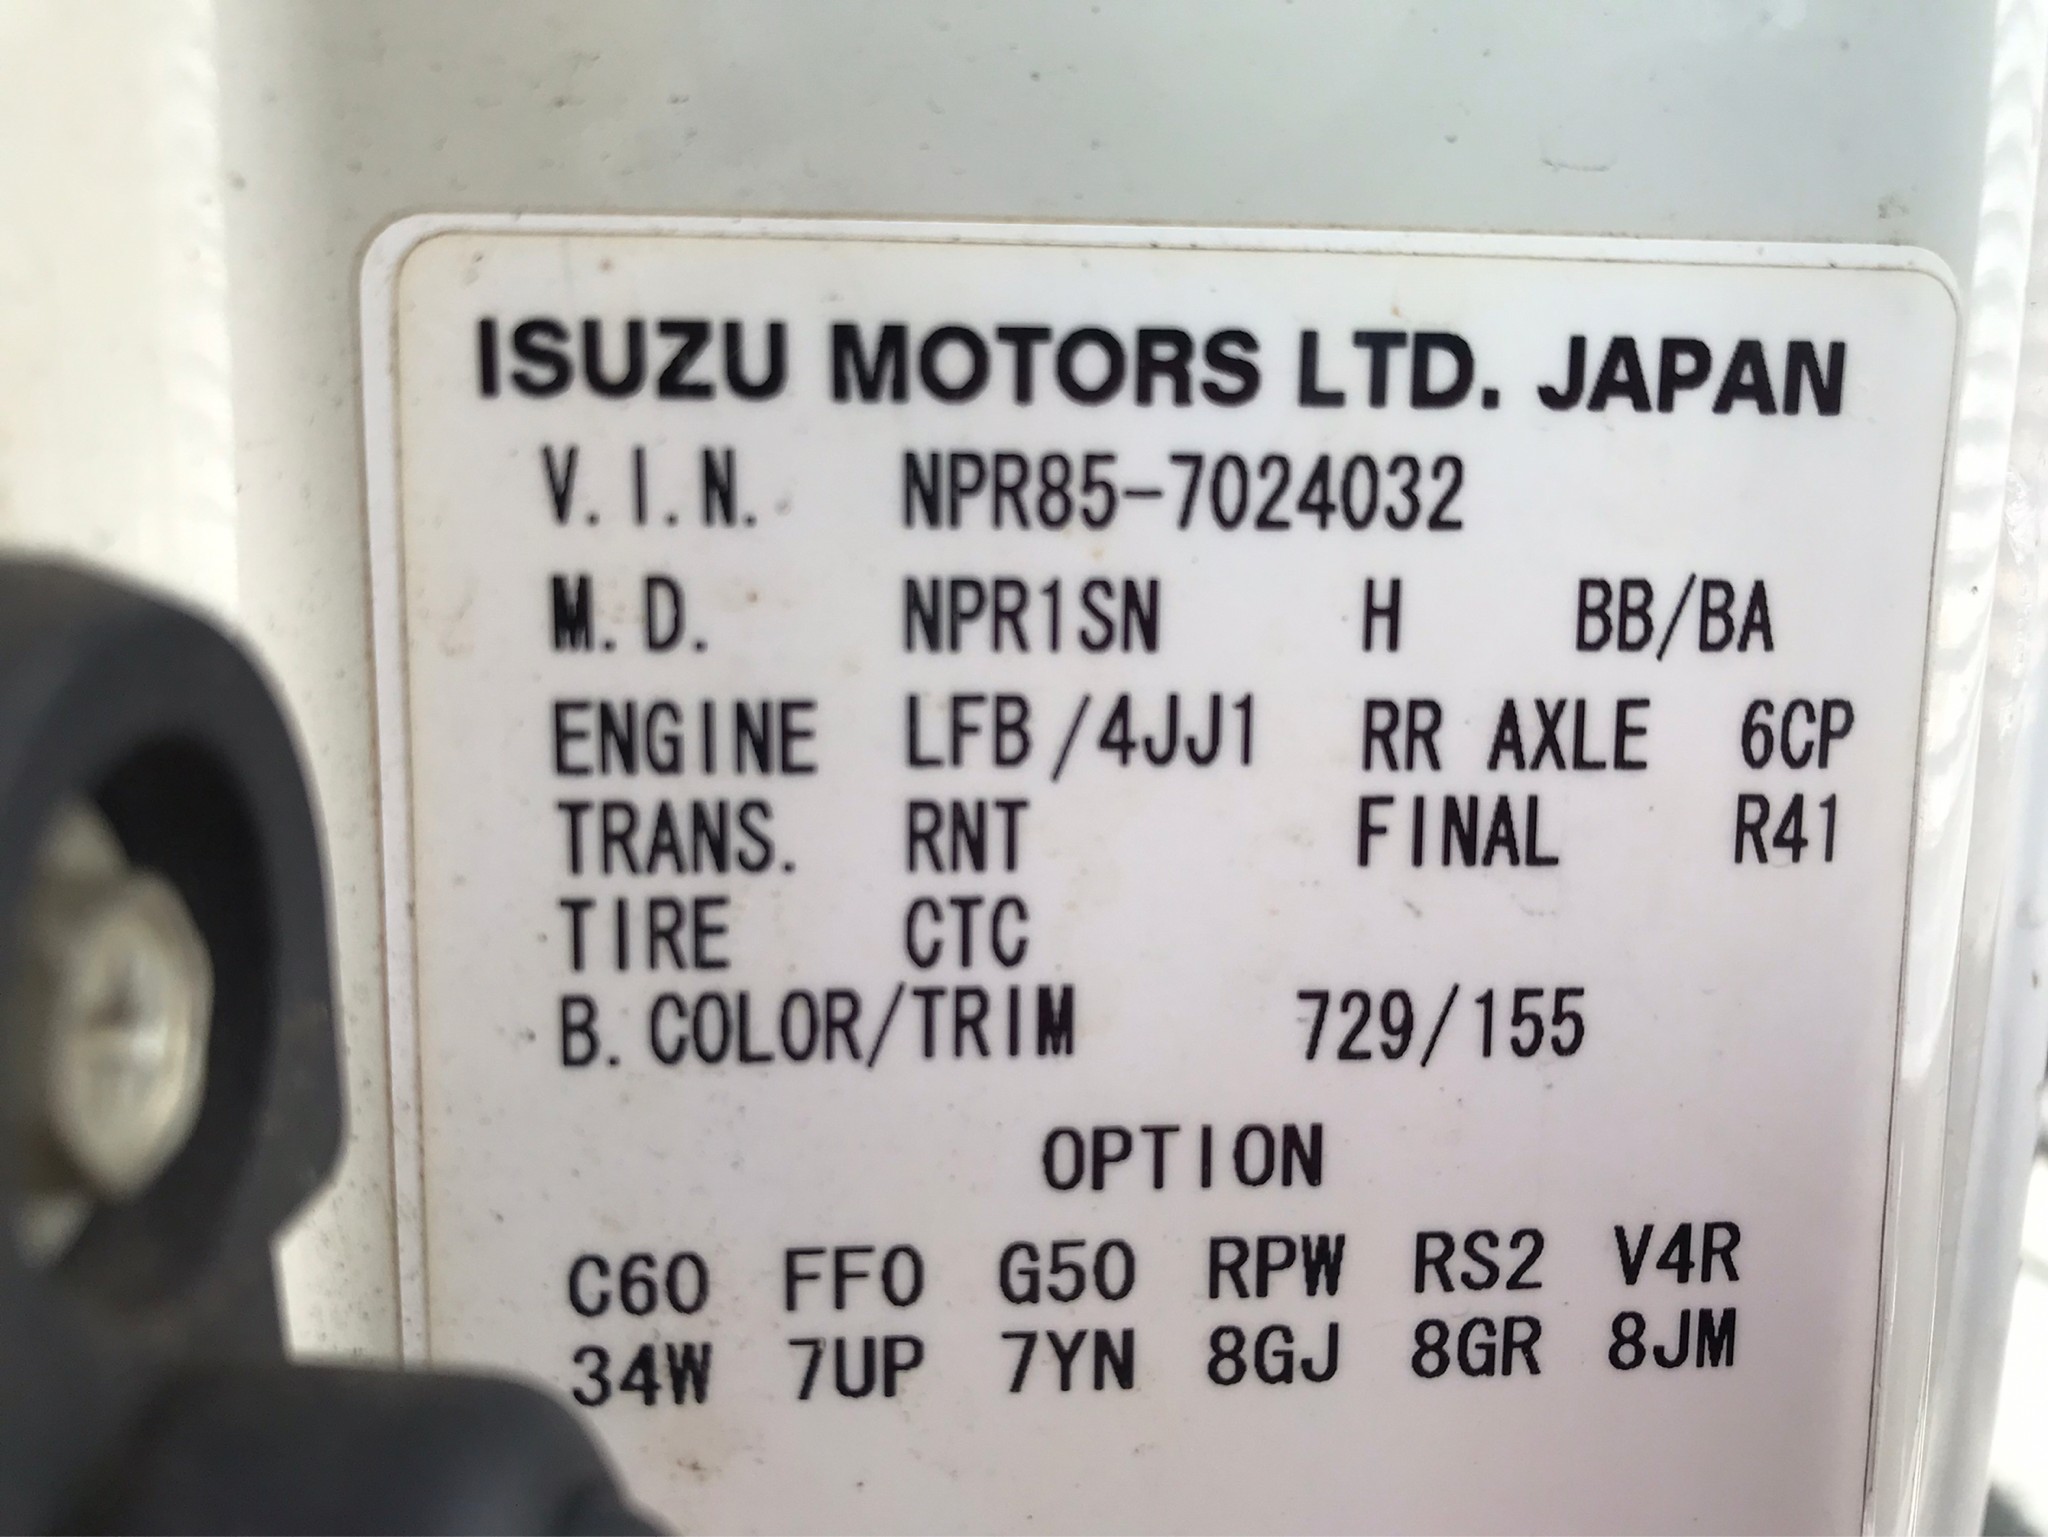 ISUZU MOTORS LTD. JAPAN
V.I.N. NPR85-7024032
M.D. NPR1SN H BB/BA
ENGINE LFB/4JJ1 RR AXLE 6CP
TRANS. RNT FINAL R41
TIRE CTC
B. COLOR/TRIM 729/155
OPTION
C60 FF0 G50 RPW RS2 V4R
34W 7UP 7YN 8GJ 8GR 8JM